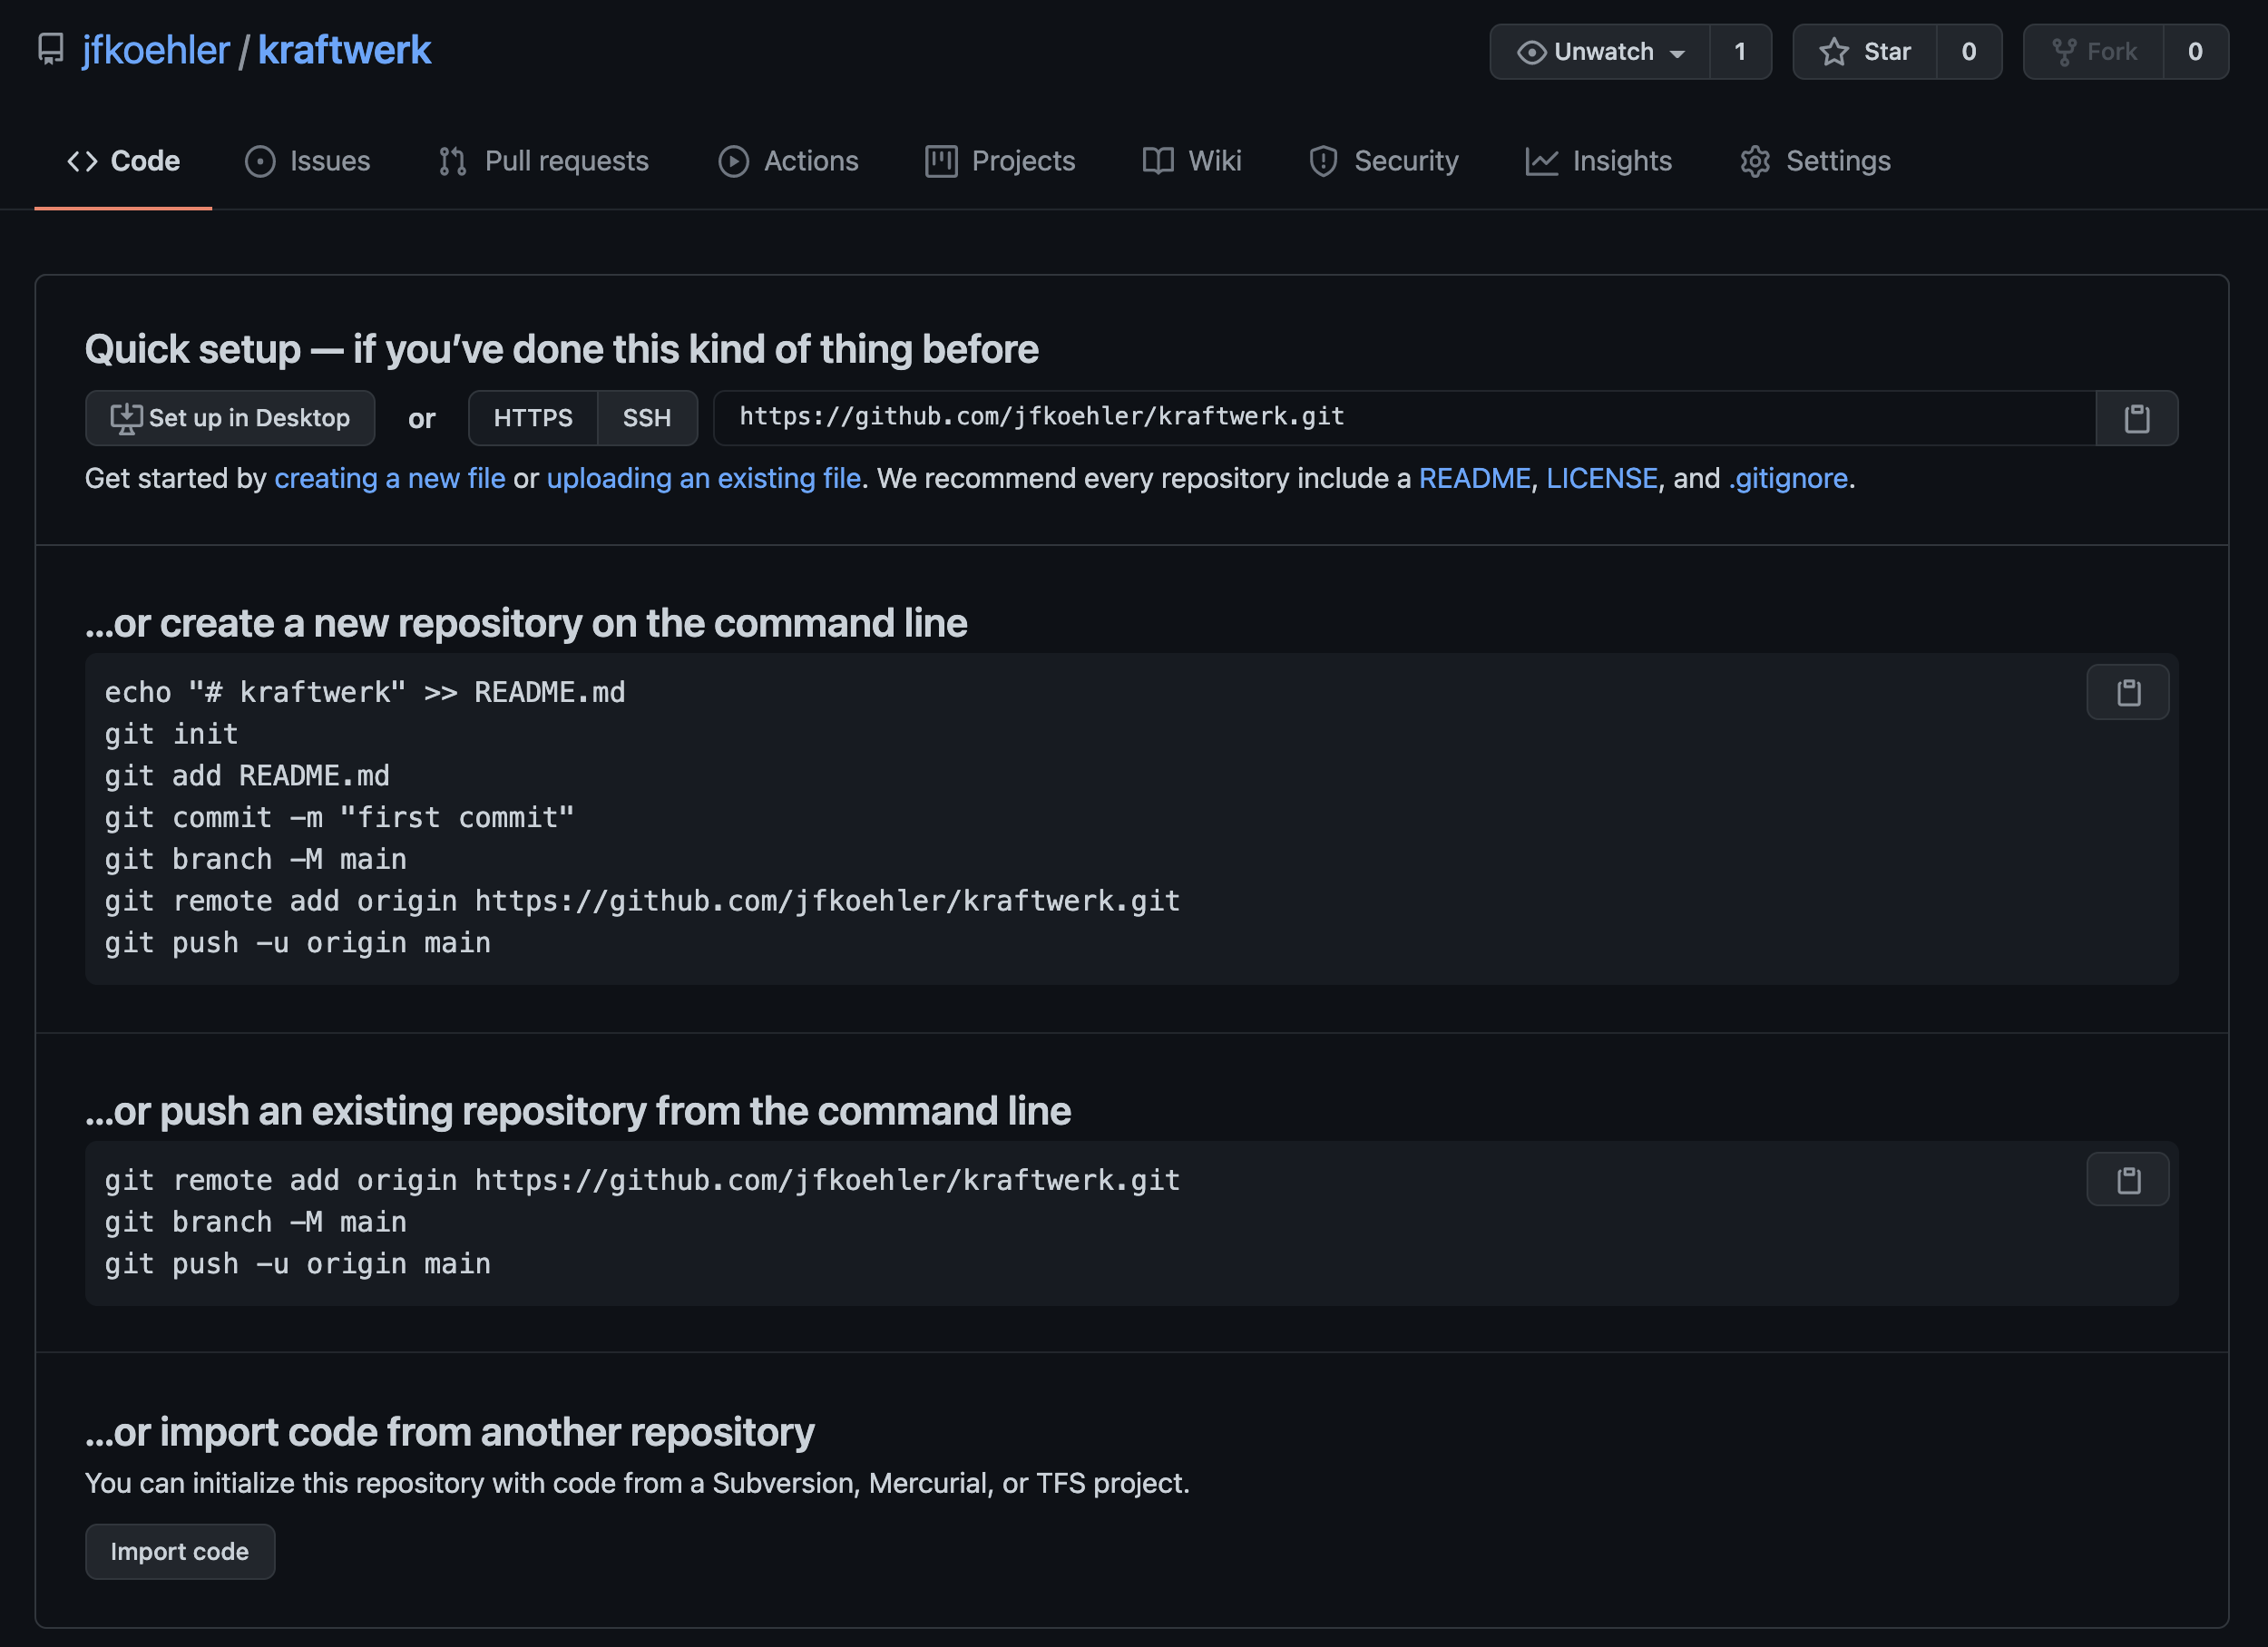 jfkoehler / kraftwerk
Unwatch 1 Star 0 Fork 0
Code Issues Pull requests Actions Projects Wiki Security Insights Settings
Quick setup — if you’ve done this kind of thing before
Set up in Desktop or HTTPS SSH https://github.com/jfkoehler/kraftwerk.git
Get started by creating a new file or uploading an existing file. We recommend every repository include a README, LICENSE, and .gitignore.
…or create a new repository on the command line
echo "# kraftwerk" >> README.md
git init
git add README.md
git commit -m "first commit"
git branch -M main
git remote add origin https://github.com/jfkoehler/kraftwerk.git
git push -u origin main
…or push an existing repository from the command line
git remote add origin https://github.com/jfkoehler/kraftwerk.git
git branch -M main
git push -u origin main
…or import code from another repository
You can initialize this repository with code from a Subversion, Mercurial, or TFS project.
Import code